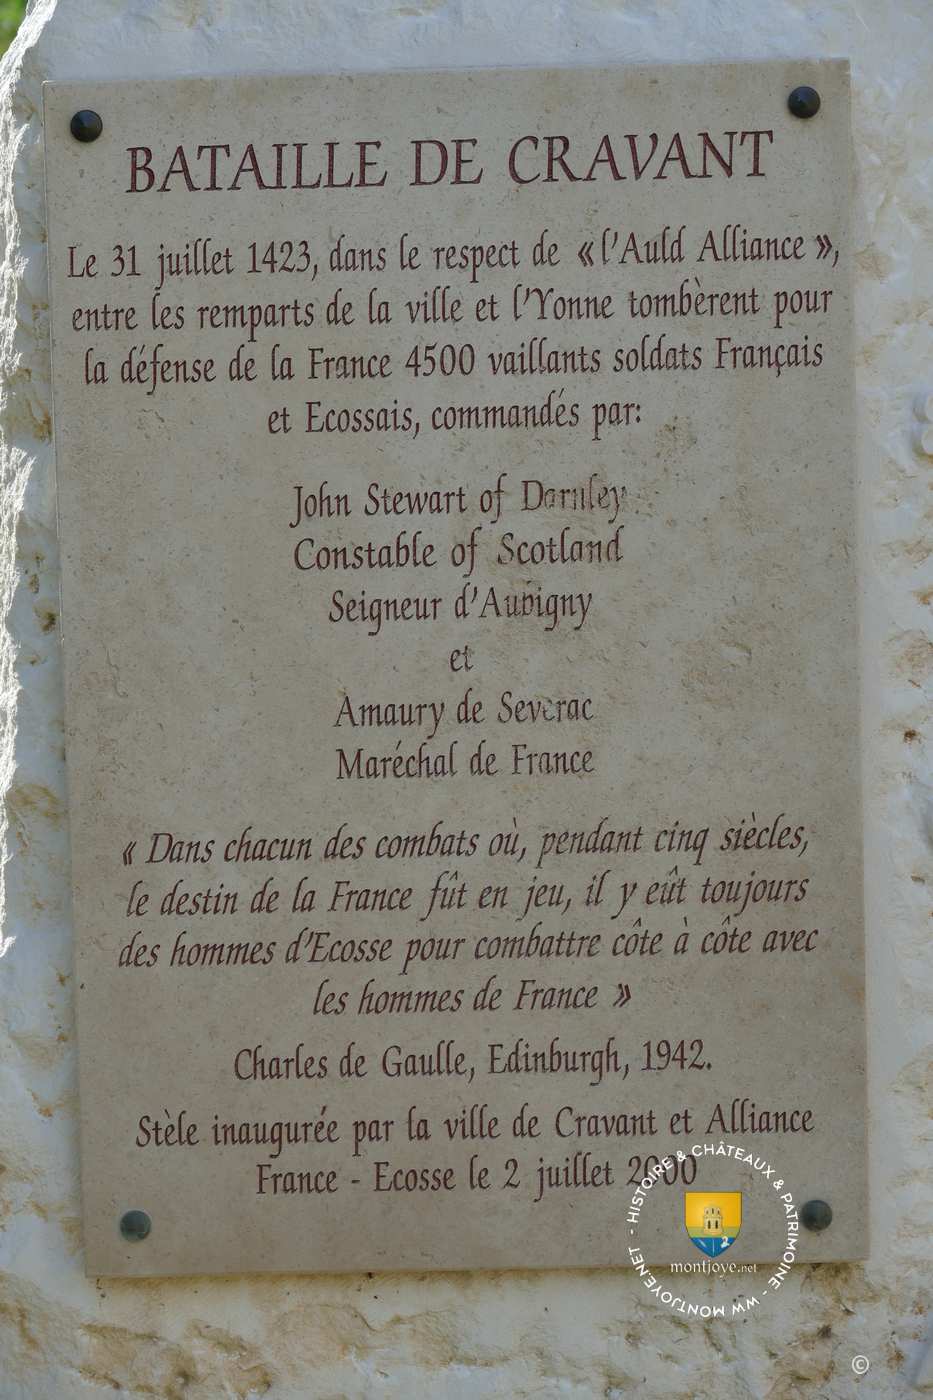 BATAILLE DE CRAVANT
Le 31 juillet 1423, dans le respect de « l'Auld Alliance »,
entre les remparts de la ville et l'Yonne tombèrent pour
la défense de la France 4500 vaillants soldats Français
et Ecossais, commandés par:
John Stewart of Darnley
Constable of Scotland
Seigneur d'Aubigny
et
Amaury de Severac
Maréchal de France
« Dans chacun des combats où, pendant cinq siècles,
le destin de la France fût en jeu, il y eût toujours
des hommes d'Ecosse pour combattre côte à côte avec
les hommes de France »
Charles de Gaulle, Edinburgh, 1942.
Stèle inaugurée par la ville de Cravant et Alliance
France - Ecosse le 2 juillet 2000
- HISTOIRE & CHÂTEAUX & PATRIMOINE - WW MONTJOYE.NET
montjoye.net
©